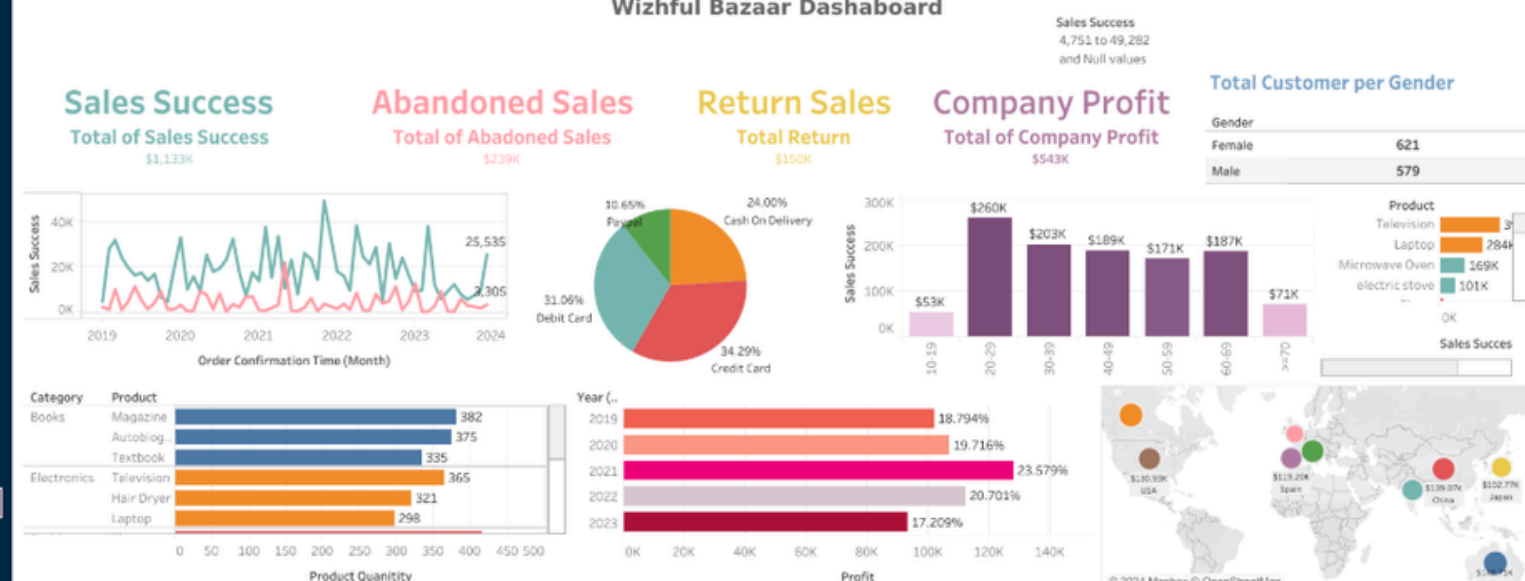 Wizhful Bazaar Dashaboard
Sales Success
4,751 to 49,282
and Null values
Sales Success
Total of Sales Success
$1,133K
Abandoned Sales
Total of Abadoned Sales
$239K
Return Sales
Total Return
$150K
Company Profit
Total of Company Profit
$543K
Total Customer per Gender
Gender
Female 621
Male 579
Sales Success
40K
20K
0K
25,535
3,305
2019 2020 2021 2022 2023 2024
Order Confirmation Time (Month)
10.65%
Paypal
24.00%
Cash On Delivery
31.06%
Debit Card
34.29%
Credit Card
Sales Success
300K
200K
100K
0K
$53K
$260K
$203K
$189K
$171K
$187K
$71K
10-19
20-29
30-39
40-49
50-59
60-69
>=70
Product
Television
Laptop 284K
Microwave Oven 169K
electric stove 101K
0K
Sales Succes
Category Product
Books Magazine 382
Autobiog.. 375
Textbook 335
Electronics Television 365
Hair Dryer 321
Laptop 298
0 50 100 150 200 250 300 350 400 450 500
Product Quanitity
Year (..
2019 18.794%
2020 19.716%
2021 23.579%
2022 20.701%
2023 17.209%
0K 20K 40K 60K 80K 100K 120K 140K
Profit
$130.93K
USA
$119.20K
Spain
$139.07K
China
$102.77K
Japan
© 2024 Mapbox © OpenStreetMap